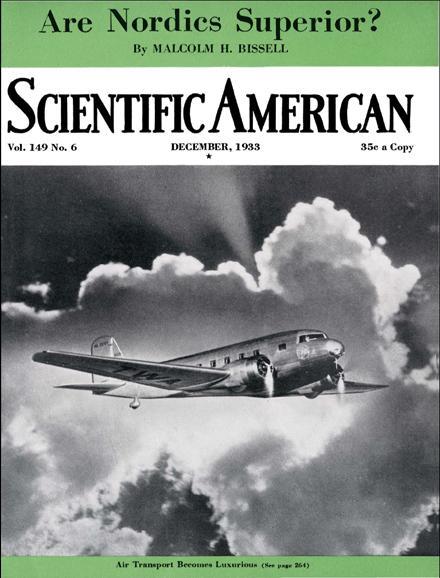 Are Nordics Superior?
By MALCOLM H. BISSELL
SCIENTIFIC AMERICAN
Vol. 149 No. 6 DECEMBER, 1933 35c a Copy
TWA
Air Transport Becomes Luxurious (See page 264)